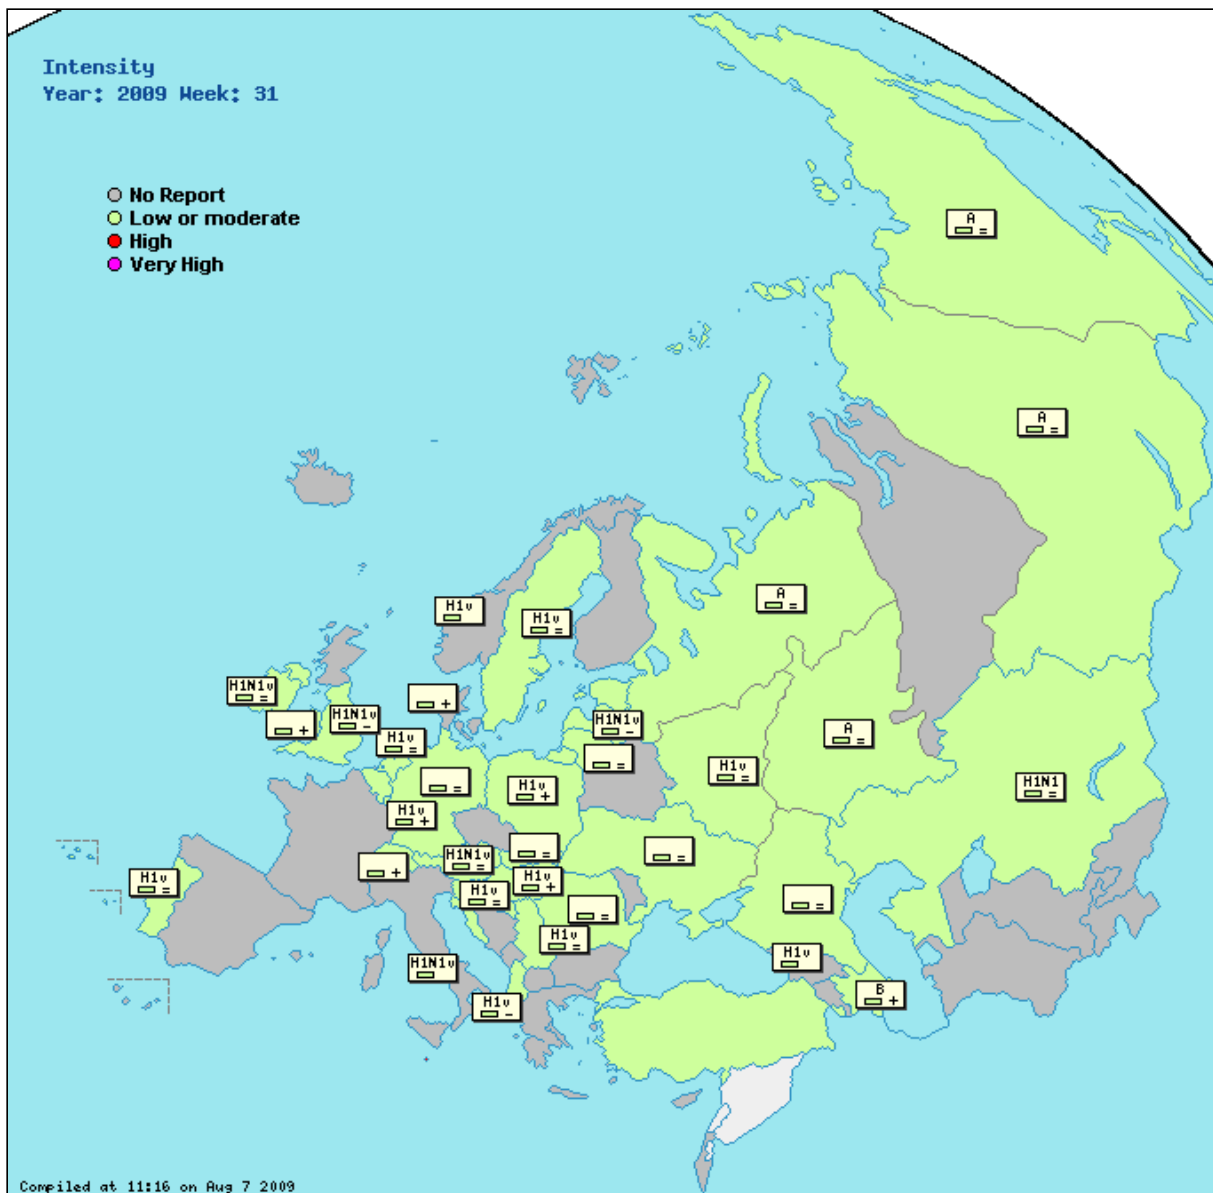 Intensity
Year: 2009 Week: 31
No Report
Low or moderate
High
Very High
A
=
A
=
A
=
H1v
H1v
=
H1N1v
=
+
H1N1v
-
+
H1v
=
H1N1v
-
=
A
=
H1v
=
H1N1
=
=
H1v
+
H1v
+
=
=
H1N1v
=
+
H1v
+
H1v
=
H1v
=
=
=
H1v
=
H1v
H1N1v
B
+
H1v
-
Compiled at 11:16 on Aug 7 2009